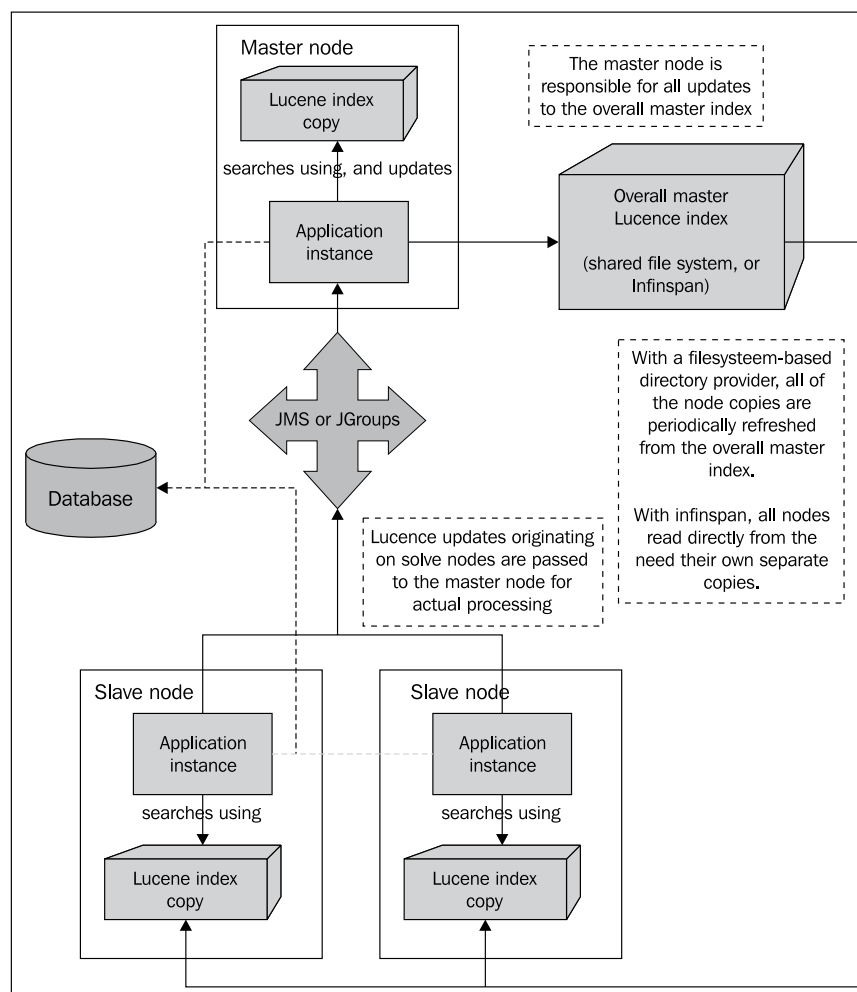 Master node
Lucene index
copy
searches using, and updates
Application
instance
The master node is
responsible for all updates
to the overall master index
Overall master
Lucence index
(shared file system, or
Infinspan)
With a filesysteem-based
directory provider, all of
the node copies are
periodically refreshed
from the overall master
index.
With infinspan, all nodes
read directly from the
need their own separate
copies.
JMS or JGroups
Database
Lucence updates originating
on solve nodes are passed
to the master node for
actual processing
Slave node
Application
instance
searches using
Lucene index
copy
Slave node
Application
instance
searches using
Lucene index
copy